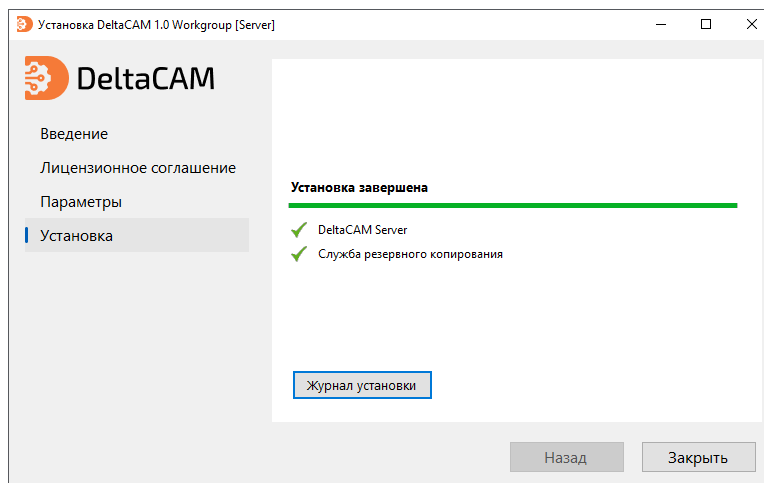 Установка DeltaCAM 1.0 Workgroup [Server]
DeltaCAM
Введение
Лицензионное соглашение
Параметры
Установка
Установка завершена
DeltaCAM Server
Служба резервного копирования
Журнал установки
Назад
Закрыть